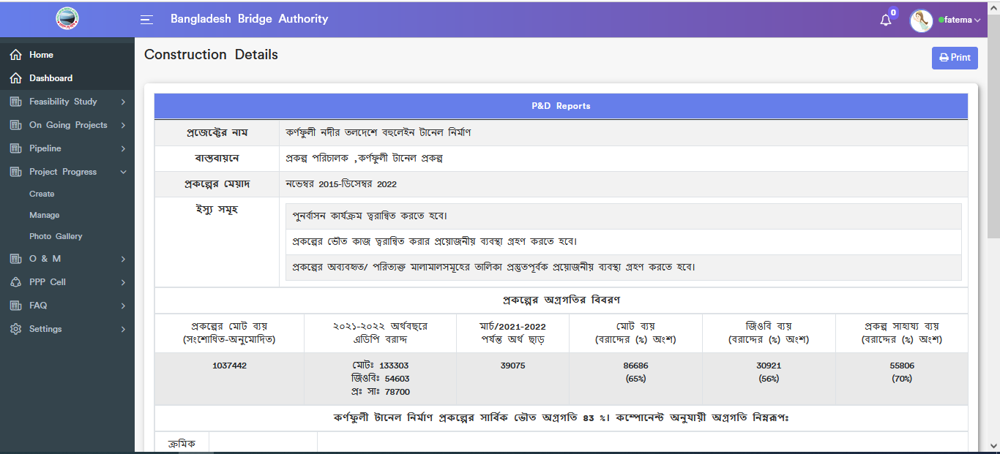 Bangladesh Bridge Authority
0
fatema
Home
Dashboard
Feasibility Study
On Going Projects
Pipeline
Project Progress
Create
Manage
Photo Gallery
O & M
PPP Cell
FAQ
Settings
Construction Details
Print
P&D Reports
প্রজেক্টের নাম
কর্ণফুলী নদীর তলদেশে বহুলেইন টানেল নির্মাণ
বাস্তবায়নে
প্রকল্প পরিচালক ,কর্ণফুলী টানেল প্রকল্প
প্রকল্পের মেয়াদ
নভেম্বর 2015-ডিসেম্বর 2022
ইস্যু সমূহ
পুনর্বাসন কার্যক্রম ত্বরান্বিত করতে হবে।
প্রকল্পের ভৌত কাজ ত্বরান্বিত করার প্রয়োজনীয় ব্যবস্থা গ্রহণ করতে হবে।
প্রকল্পের অব্যবহৃত/ পরিত্যক্ত মালামালসমূহের তালিকা প্রস্তুতপূর্বক প্রয়োজনীয় ব্যবস্থা গ্রহণ করতে হবে।
প্রকল্পের অগ্রগতির বিবরণ
প্রকল্পের মোট ব্যয়
(সংশোধিত-অনুমোদিত)
২০২১-২০২২ অর্থবছরে
এডিপি বরাদ্দ
মার্চ/2021-2022
পর্যন্ত অর্থ ছাড়
মোট ব্যয়
(বরাদ্দের (%) অংশ)
জিওবি ব্যয়
(বরাদ্দের (%) অংশ)
প্রকল্প সাহায্য ব্যয়
(বরাদ্দের (%) অংশ)
1037442
মোটঃ 133303
জিওবিঃ 54603
প্রঃ সাঃ 78700
39075
86686
(65%)
30921
(56%)
55806
(70%)
কর্ণফুলী টানেল নির্মাণ প্রকল্পের সার্বিক ভৌত অগ্রগতি 83 %। কম্পোনেন্ট অনুযায়ী অগ্রগতি নিম্নরূপঃ
ক্রমিক